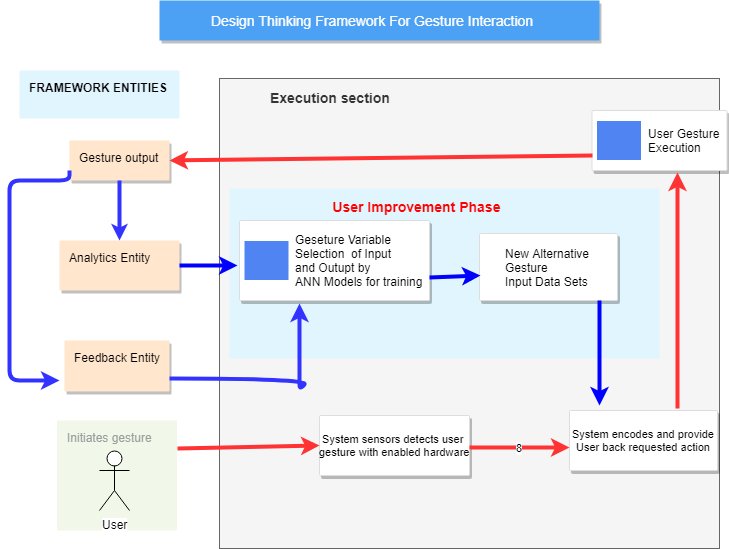 Design Thinking Framework For Gesture Interaction
FRAMEWORK ENTITIES
Execution section
Gesture output
User Gesture
Execution
User Improvement Phase
Analytics Entity
Geseture Variable
Selection of Input
and Outupt by
ANN Models for training
New Alternative
Gesture
Input Data Sets
Feedback Entity
Initiates gesture
User
System sensors detects user
gesture with enabled hardware
8
System encodes and provide
User back requested action